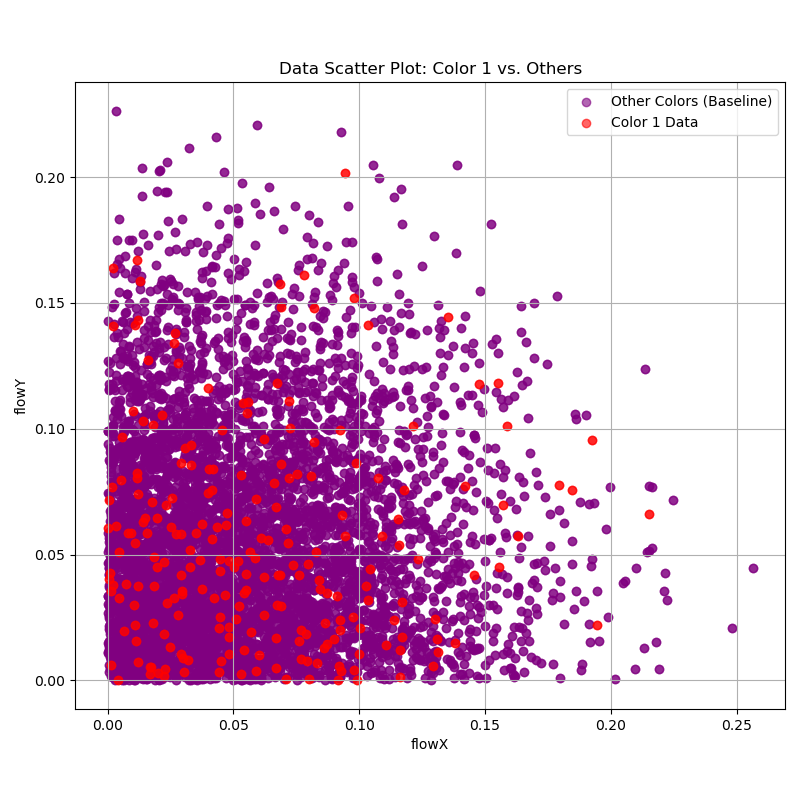 Data Scatter Plot: Color 1 vs. Others
Other Colors (Baseline)
Color 1 Data
flowY
0.20
0.15
0.10
0.05
0.00
0.00 0.05 0.10 0.15 0.20 0.25
flowX